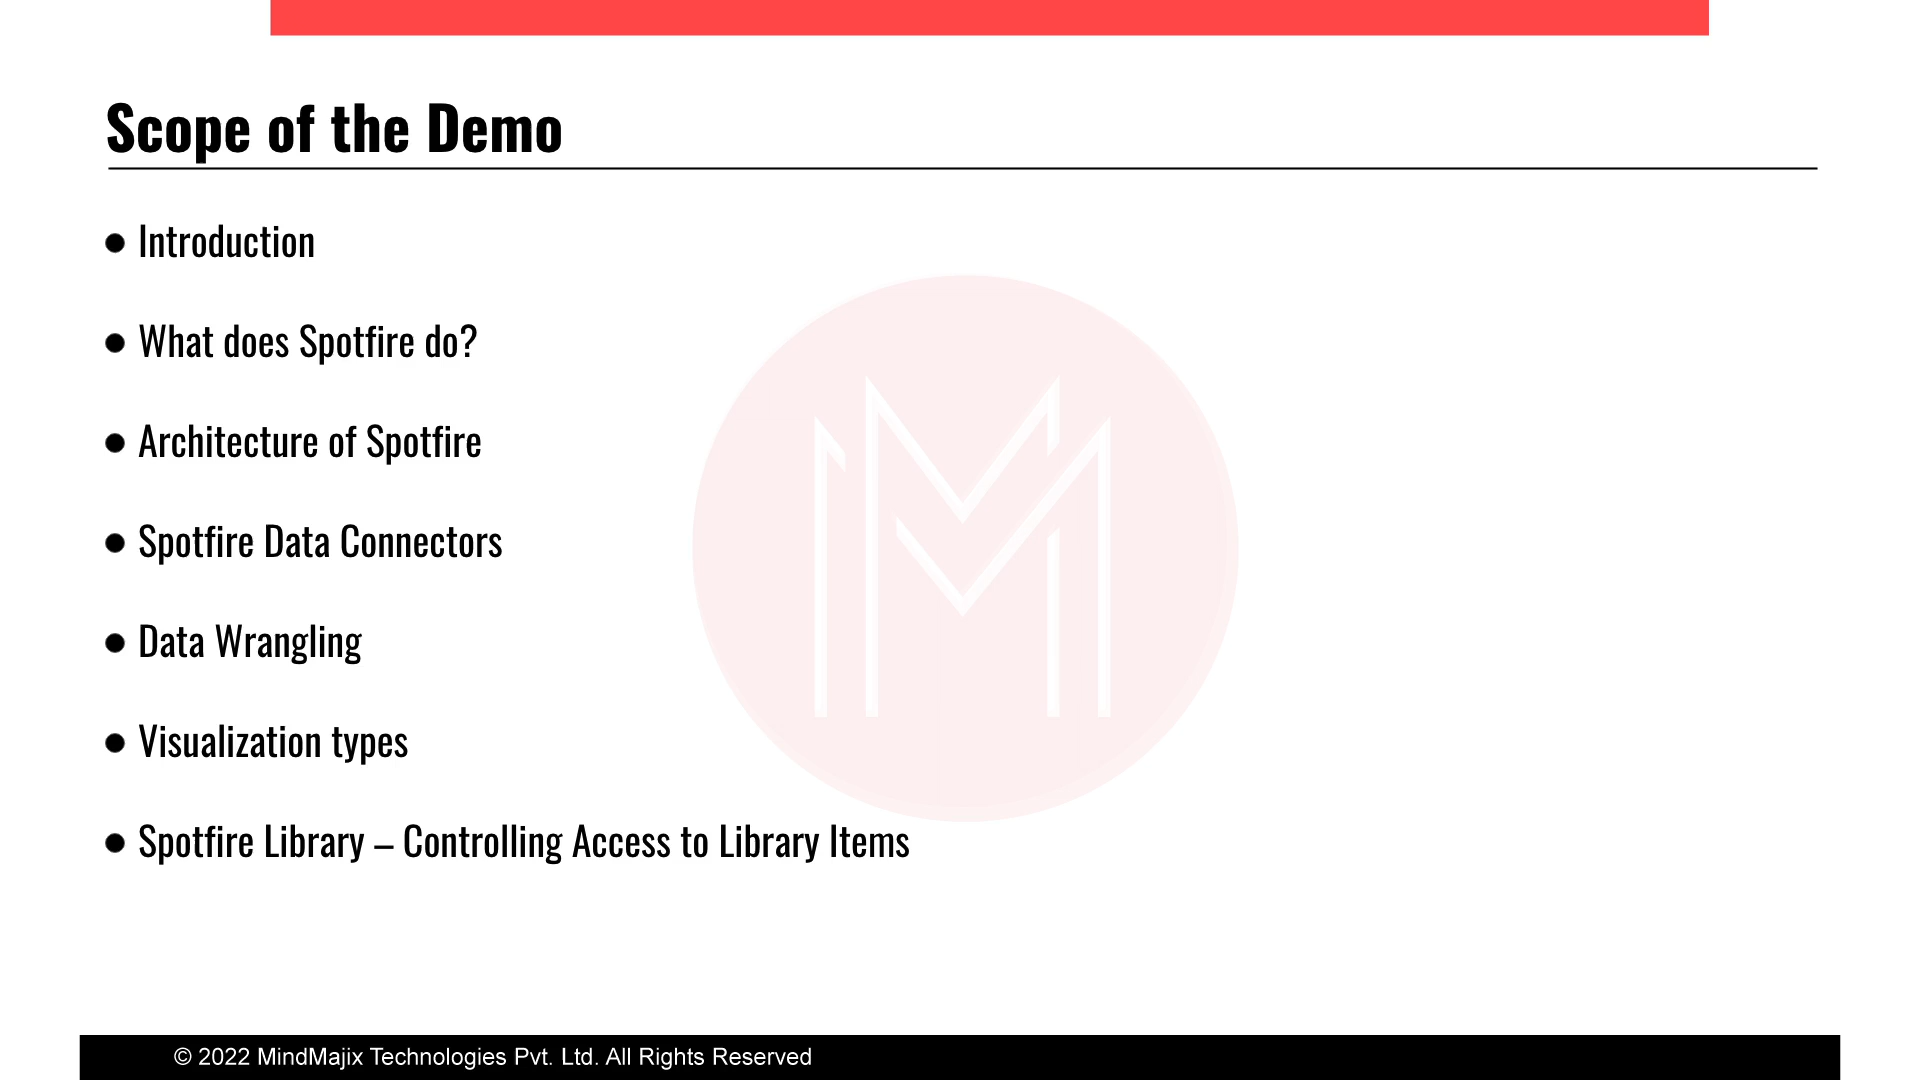 Scope of the Demo
● Introduction
● What does Spotfire do?
● Architecture of Spotfire
● Spotfire Data Connectors
● Data Wrangling
● Visualization types
● Spotfire Library – Controlling Access to Library Items
© 2022 MindMajix Technologies Pvt. Ltd. All Rights Reserved